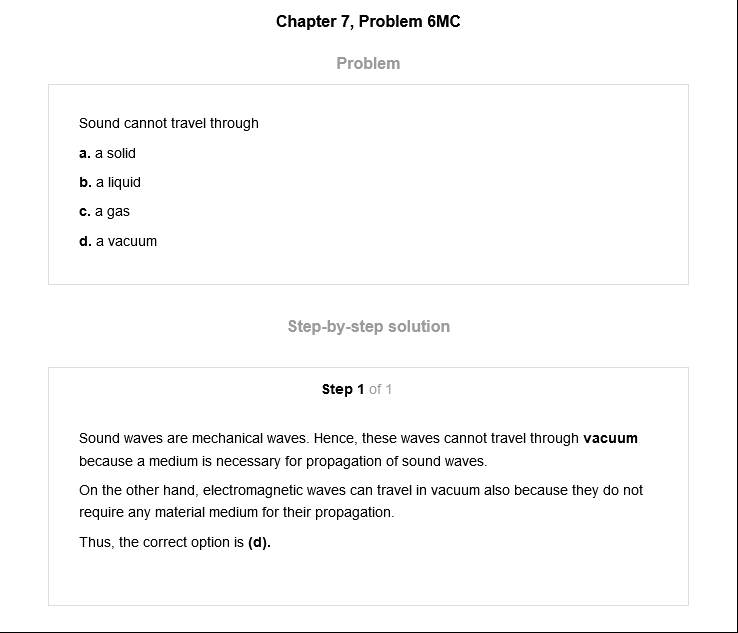 Chapter 7, Problem 6MC
Problem
Sound cannot travel through
a. a solid
b. a liquid
c. a gas
d. a vacuum
Step-by-step solution
Step 1 of 1
Sound waves are mechanical waves. Hence, these waves cannot travel through vacuum
because a medium is necessary for propagation of sound waves.
On the other hand, electromagnetic waves can travel in vacuum also because they do not
require any material medium for their propagation.
Thus, the correct option is (d).